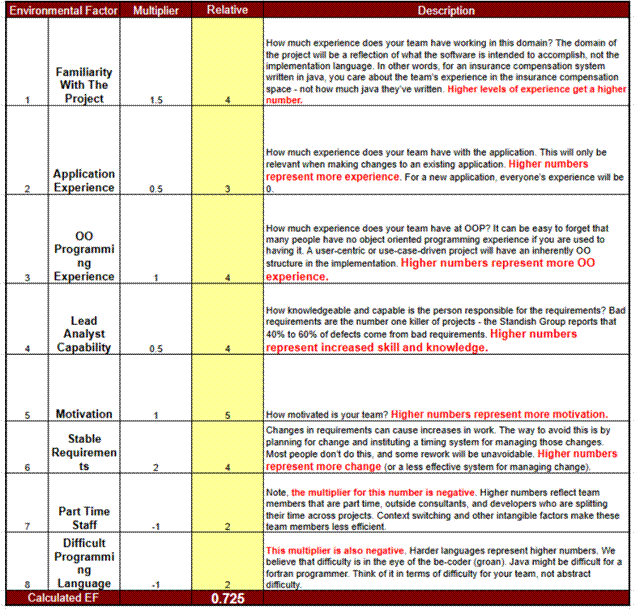 Environmental Factor Multiplier Relative Description
How much experience does your team have working in this domain? The domain of
the project will be a reflection of what the software is intended to accomplish, not the
implementation language. In other words, for an insurance compensation system
written in java, you care about the team's experience in the insurance compensation
space - not how much java they've written. Higher levels of experience get a higher
number.
1
Familiarity
With The
Project
1.5
4
How much experience does your team have with the application. This will only be
relevant when making changes to an existing application. Higher numbers
represent more experience. For a new application, everyone's experience will be
0.
2
Application
Experience
0.5
3
How much experience does your team have at OOP? It can be easy to forget that
many people have no object oriented programming experience if you are used to
having it. A user-centric or use-case-driven project will have an inherently OO
structure in the implementation. Higher numbers represent more OO
experience.
3
OO
Programmi
ng
Experience
1
4
How knowledgeable and capable is the person responsible for the requirements? Bad
requirements are the number one killer of projects - the Standish Group reports that
40% to 60% of defects come from bad requirements. Higher numbers
represent increased skill and knowledge.
4
Lead
Analyst
Capability
0.5
4
5
Motivation
1
5
How motivated is your team? Higher numbers represent more motivation.
Changes in requirements can cause increases in work. The way to avoid this is by
planning for change and instituting a timing system for managing those changes.
Most people don't do this, and some rework will be unavoidable. Higher numbers
represent more change (or a less effective system for managing change).
6
Stable
Requiremen
ts
2
4
Note, the multiplier for this number is negative. Higher numbers reflect team
members that are part time, outside consultants, and developers who are splitting
their time across projects. Context switching and other intangible factors make these
team members less efficient.
7
Part Time
Staff
-1
2
This multiplier is also negative. Harder languages represent higher numbers. We
believe that difficulty is in the eye of the be-coder (groan). Java might be difficult for a
fortran programmer. Think of it in terms of difficulty for your team, not abstract
difficulty.
8
Difficult
Programmi
ng
Language
-1
2
Calculated EF 0.725